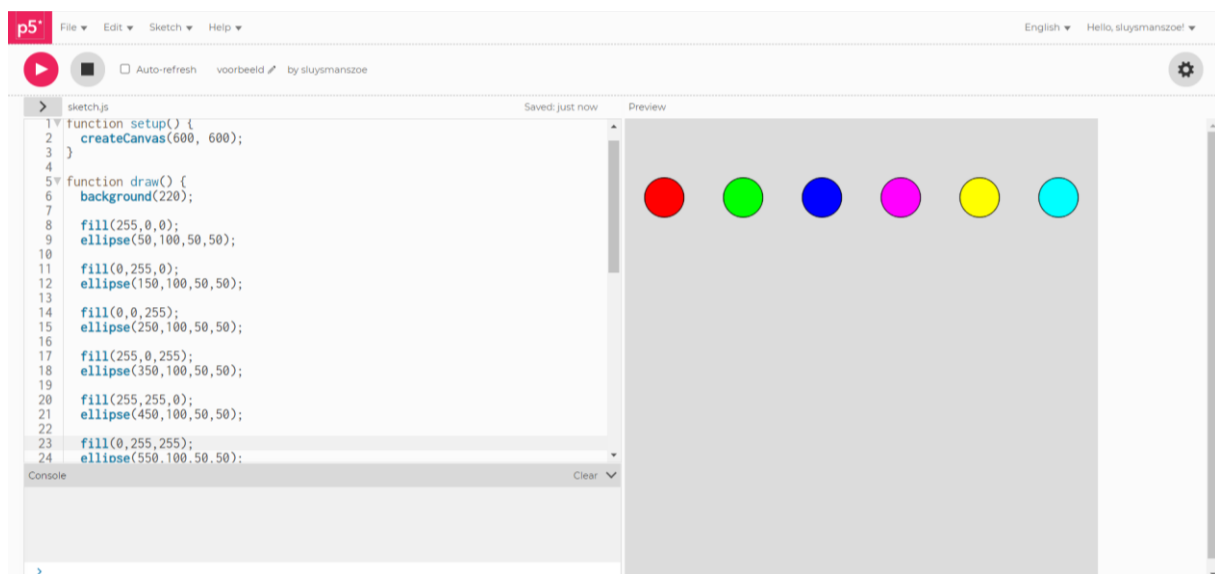 p5* File Edit Sketch Help English Hello, sluysmanszoe!
Auto-refresh voorbeeld by sluysmanszoe
> sketch.js Saved: just now Preview
1 function setup() {
2 createCanvas(600, 600);
3 }
4
5 function draw() {
6 background(220);
7
8 fill(255,0,0);
9 ellipse(50,100,50,50);
10
11 fill(0,255,0);
12 ellipse(150,100,50,50);
13
14 fill(0,0,255);
15 ellipse(250,100,50,50);
16
17 fill(255,0,255);
18 ellipse(350,100,50,50);
19
20 fill(255,255,0);
21 ellipse(450,100,50,50);
22
23 fill(0,255,255);
24 ellipse(550,100,50,50);
Console Clear
>